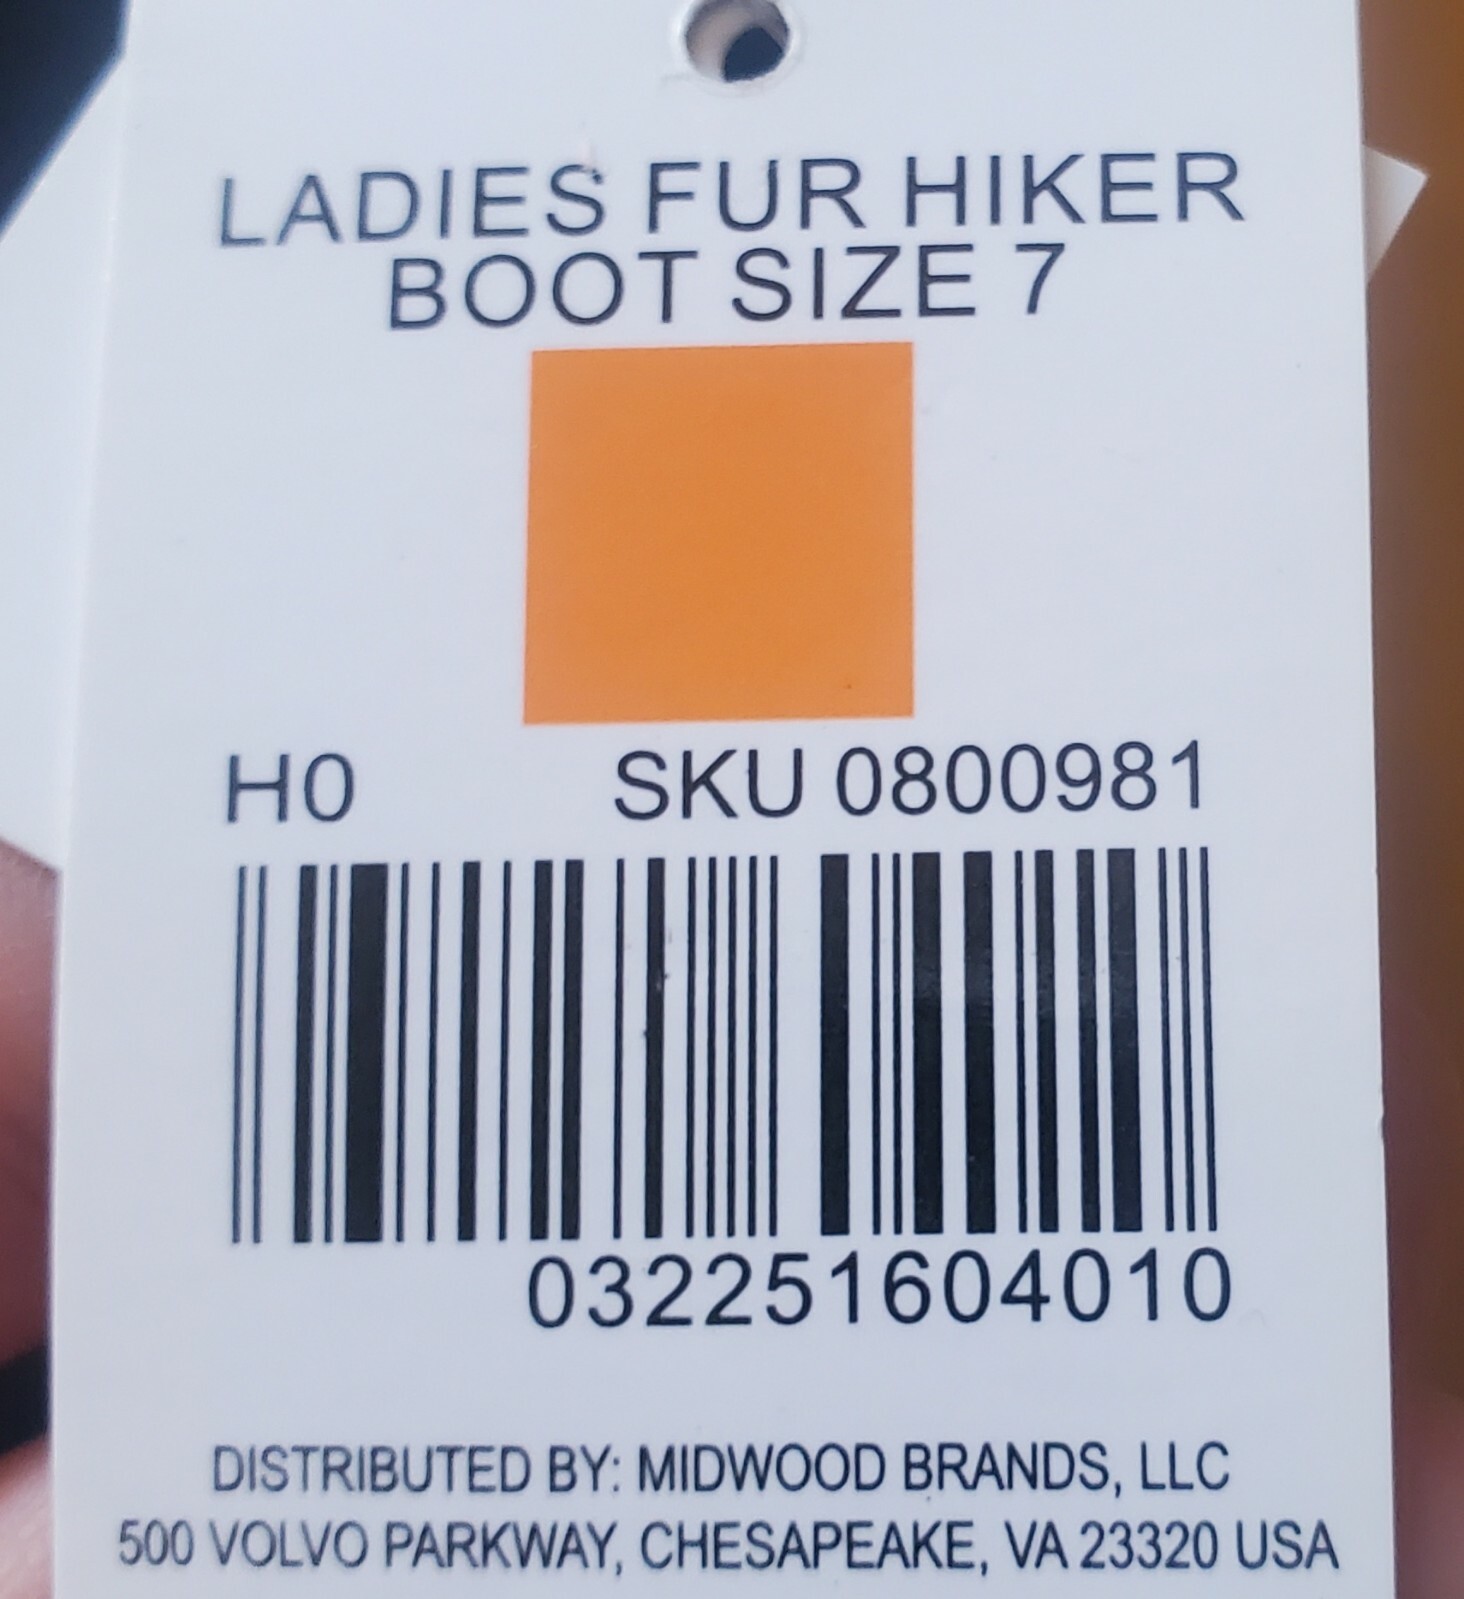 LADIES FUR HIKER
BOOT SIZE 7
H0 SKU 0800981
032251604010
DISTRIBUTED BY: MIDWOOD BRANDS, LLC
500 VOLVO PARKWAY, CHESAPEAKE, VA 23320 USA